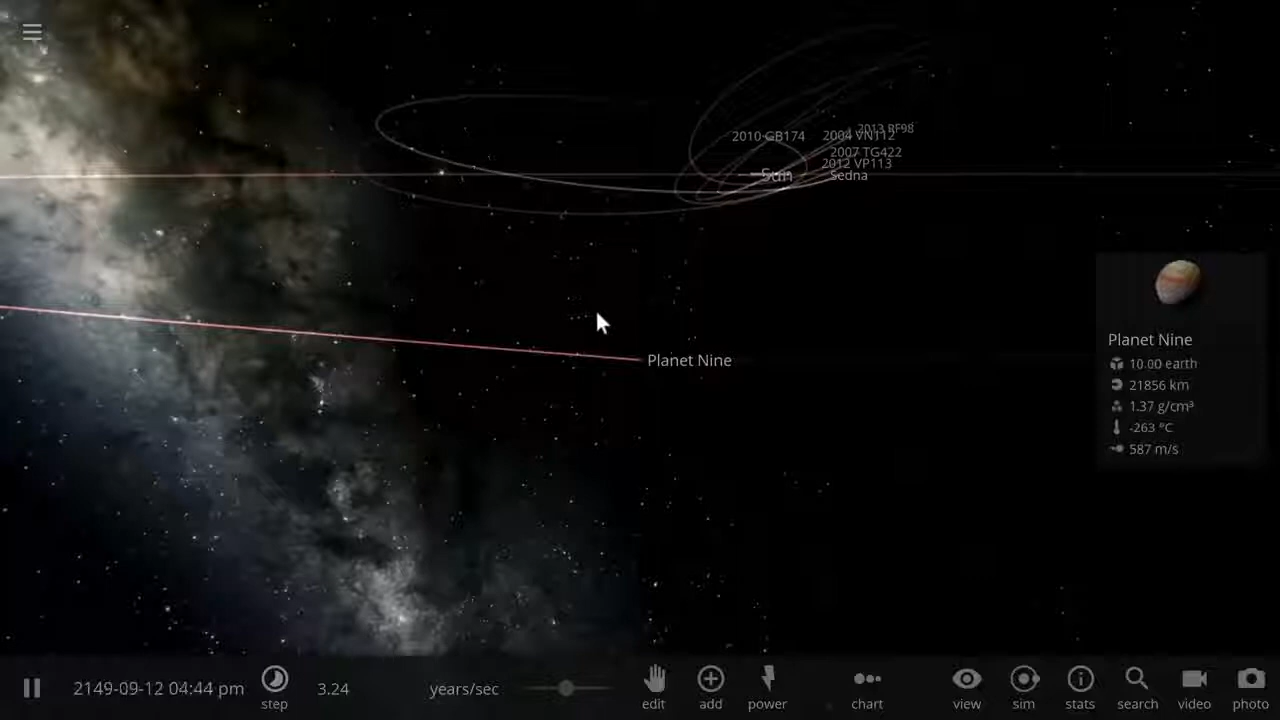 2013 RF98
2010 GB174
2004 VN112
2007 TG422
2012 VP113
Sun
Sedna
Planet Nine
Planet Nine
10.00 earth
21856 km
1.37 g/cm³
-263 °C
587 m/s
2149-09-12 04:44 pm
step
3.24
years/sec
edit
add
power
chart
view
sim
stats
search
video
photo